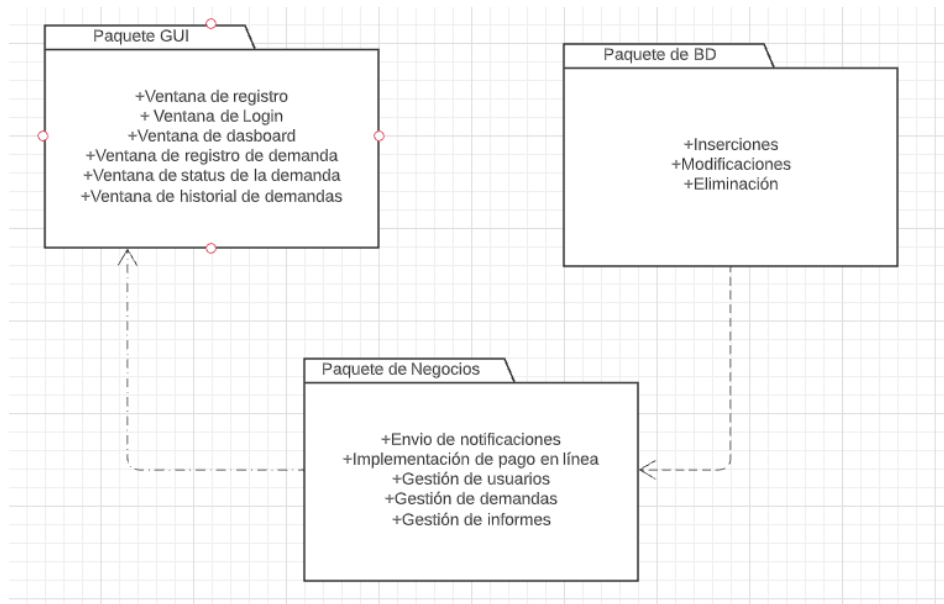 Paquete GUI
+Ventana de registro
+ Ventana de Login
+Ventana de dasboard
+Ventana de registro de demanda
+Ventana de status de la demanda
+Ventana de historial de demandas
Paquete de BD
+Inserciones
+Modificaciones
+Eliminación
Paquete de Negocios
+Envio de notificaciones
+Implementación de pago en línea
+Gestión de usuarios
+Gestión de demandas
+Gestión de informes